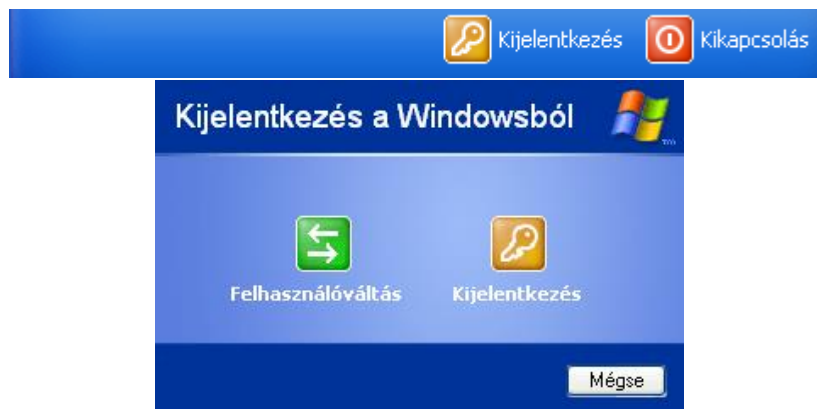 Kijelentkezés Kikapcsolás
Kijelentkezés a Windowsból
Felhasználóváltás Kijelentkezés
Mégse